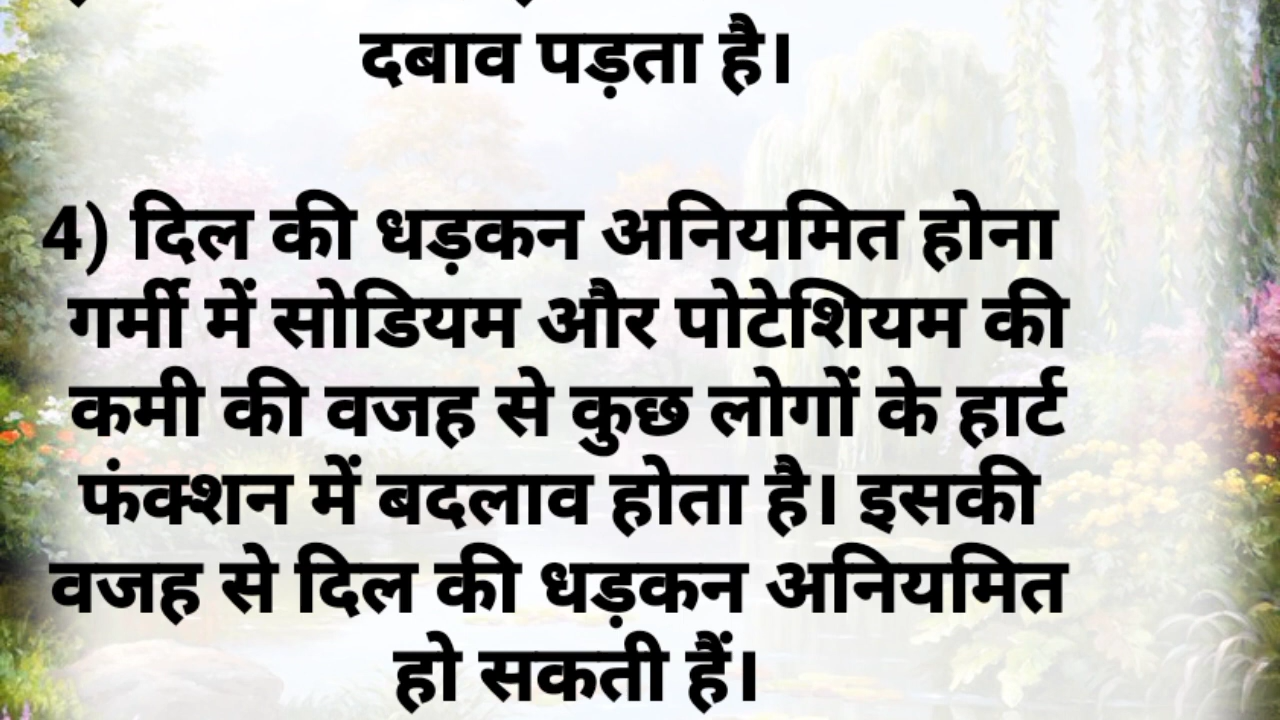 दबाव पड़ता है।
4) दिल की धड़कन अनियमित होना
गर्मी में सोडियम और पोटेशियम की
कमी की वजह से कुछ लोगों के हार्ट
फंक्शन में बदलाव होता है। इसकी
वजह से दिल की धड़कन अनियमित
हो सकती हैं।